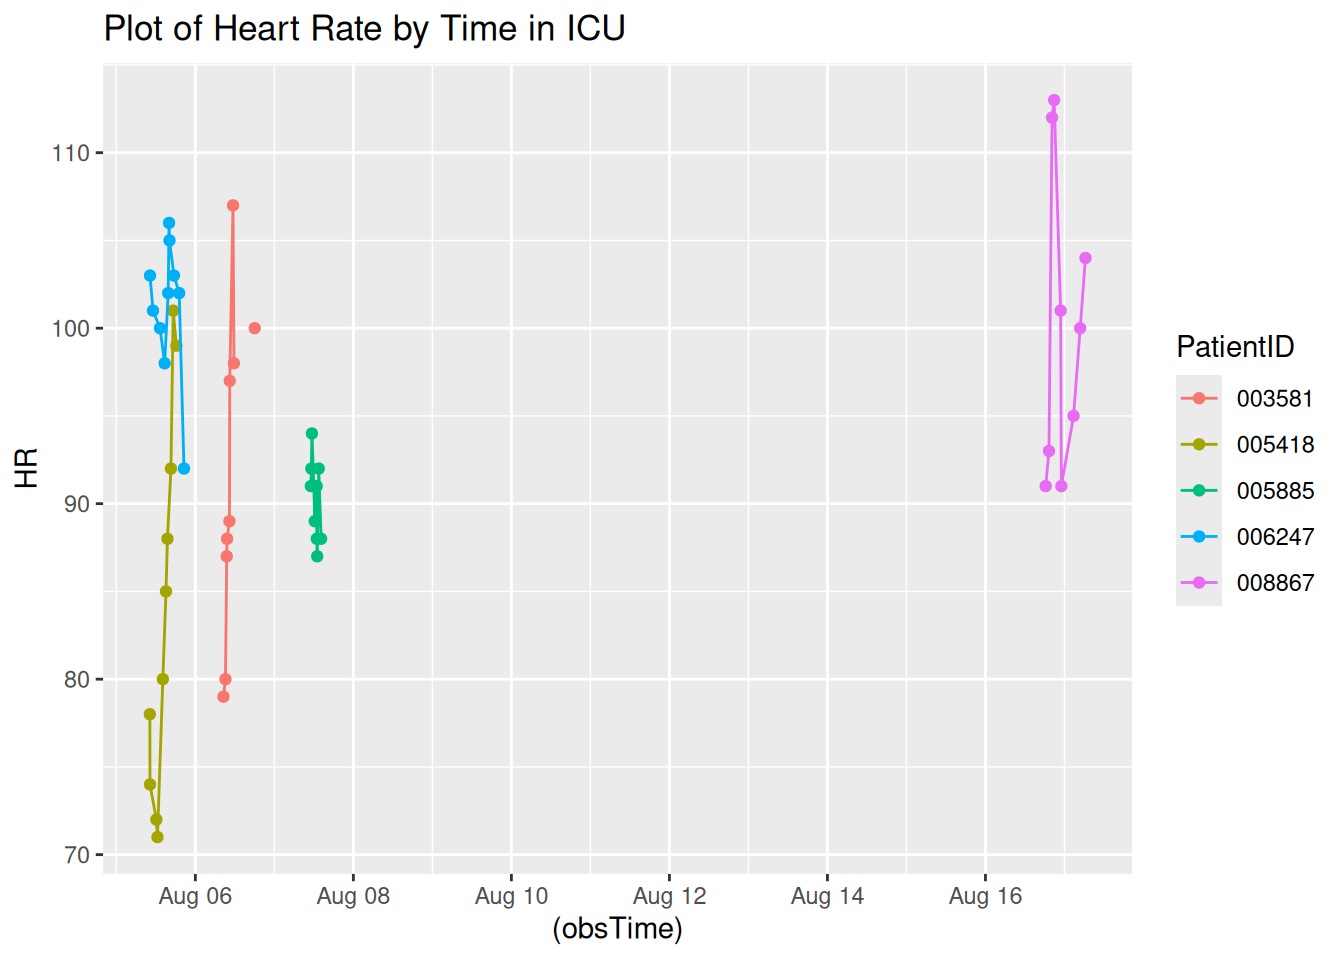 Plot of Heart Rate by Time in ICU
110
100
90
80
70
HR
Aug 06 Aug 08 Aug 10 Aug 12 Aug 14 Aug 16
(obsTime)
PatientID
003581
005418
005885
006247
008867